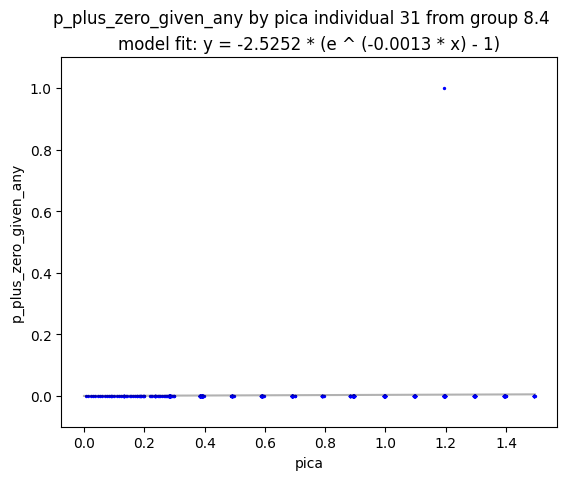 p_plus_zero_given_any by pica individual 31 from group 8.4
model fit: y = -2.5252 * (e ^ (-0.0013 * x) - 1)
1.0
0.8
0.6
0.4
0.2
0.0
p_plus_zero_given_any
0.0 0.2 0.4 0.6 0.8 1.0 1.2 1.4
pica